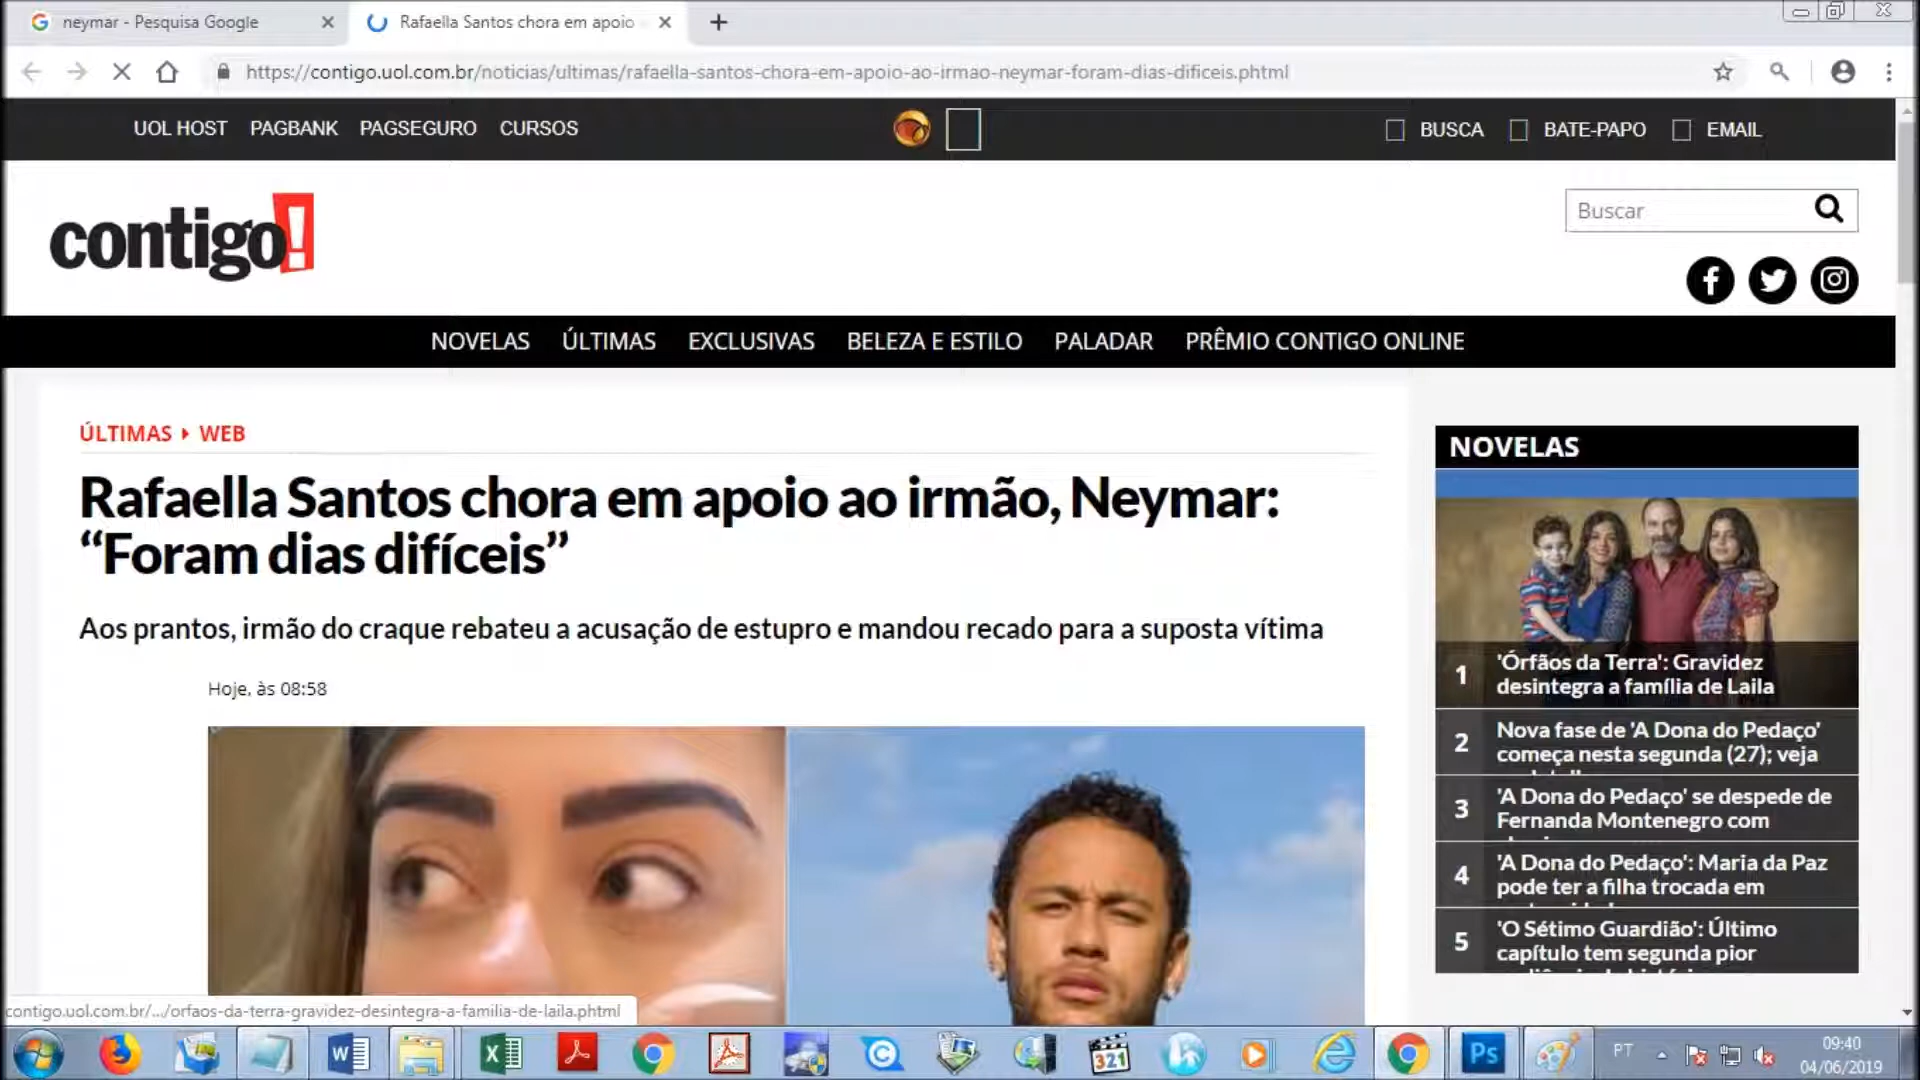 neymar - Pesquisa Google
Rafaella Santos chora em apoio
https://contigo.uol.com.br/noticias/ultimas/rafaella-santos-chora-em-apoio-ao-irmao-neymar-foram-dias-dificeis.phtml
UOL HOST PAGBANK PAGSEGURO CURSOS
BUSCA BATE-PAPO EMAIL
contigo!
Buscar
NOVELAS ÚLTIMAS EXCLUSIVAS BELEZA E ESTILO PALADAR PRÊMIO CONTIGO ONLINE
ÚLTIMAS WEB
Rafaella Santos chora em apoio ao irmão, Neymar:
“Foram dias difíceis”
Aos prantos, irmão do craque rebateu a acusação de estupro e mandou recado para a suposta vítima
Hoje, às 08:58
NOVELAS
1 'Órfãos da Terra': Gravidez
desintegra a família de Laila
2 Nova fase de 'A Dona do Pedaço'
começa nesta segunda (27); veja
3 'A Dona do Pedaço' se despede de
Fernanda Montenegro com
4 'A Dona do Pedaço': Maria da Paz
pode ter a filha trocada em
5 'O Sétimo Guardião': Último
capítulo tem segunda pior
contigo.uol.com.br/.../orfaos-da-terra-gravidez-desintegra-a-familia-de-laila.phtml
321
Ps
PT
09:40
04/06/2019